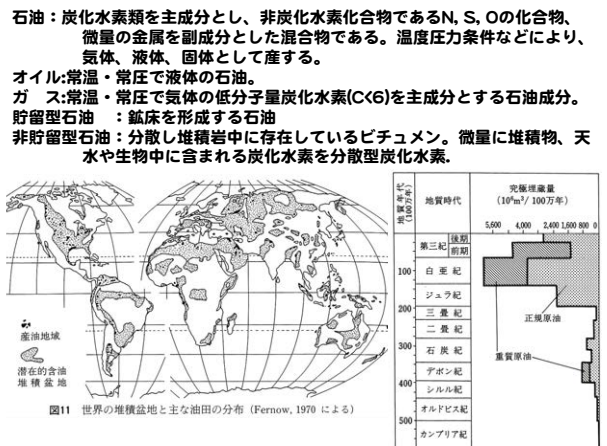 石油：炭化水素類を主成分とし、非炭化水素化合物であるN, S, Oの化合物、
微量の金属を副成分とした混合物である。温度圧力条件などにより、
気体、液体、固体として産する。
オイル:常温・常圧で液体の石油。
ガ　ス:常温・常圧で気体の低分子量炭化水素(C<6)を主成分とする石油成分。
貯留型石油　：鉱床を形成する石油
非貯留型石油：分散し堆積岩中に存在しているビチュメン。微量に堆積物、天
水や生物中に含まれる炭化水素を分散型炭化水素.
産油地域
潜在的含油
堆積盆地
図11　世界の堆積盆地と主な油田の分布（Fernow, 1970 による）
地質年代
(100万年)
地質時代
究極埋蔵量
(10⁶m³/100万年)
5,600 4,000 2,400 1,600 800 0
第三紀 後期
前期
100 白亜紀
ジュラ紀
正規原油
200 三畳紀
二畳紀
300 石炭紀
重質原油
デボン紀
400 シルル紀
オルドビス紀
500 カンブリア紀